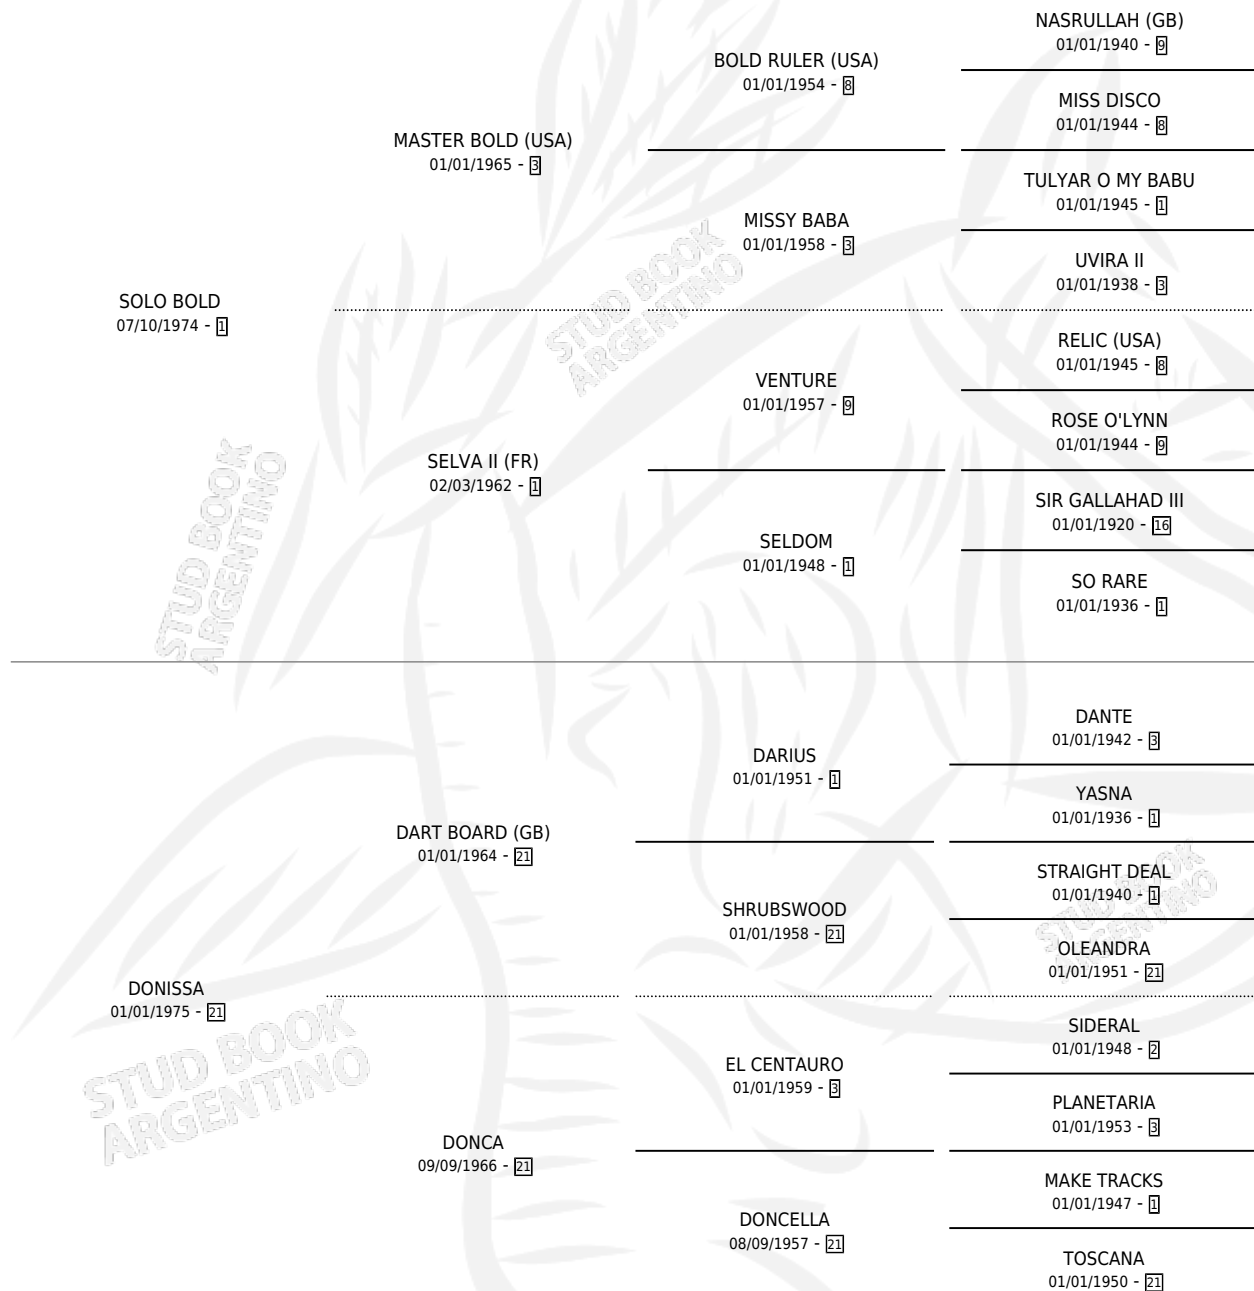 NASRULLAH (GB)
01/01/1940 - 9
BOLD RULER (USA)
01/01/1954 - 8
MISS DISCO
01/01/1944 - 8
MASTER BOLD (USA)
01/01/1965 - 3
TULYAR O MY BABU
01/01/1945 - 1
MISSY BABA
01/01/1958 - 3
UVIRA II
01/01/1938 - 3
SOLO BOLD
07/10/1974 - 1
RELIC (USA)
01/01/1945 - 8
VENTURE
01/01/1957 - 9
ROSE O'LYNN
01/01/1944 - 9
SELVA II (FR)
02/03/1962 - 1
SIR GALLAHAD III
01/01/1920 - 16
SELDOM
01/01/1948 - 1
SO RARE
01/01/1936 - 1
DANTE
01/01/1942 - 3
DARIUS
01/01/1951 - 1
YASNA
01/01/1936 - 1
DART BOARD (GB)
01/01/1964 - 21
STRAIGHT DEAL
01/01/1940 - 1
SHRUBSWOOD
01/01/1958 - 21
OLEANDRA
01/01/1951 - 21
DONISSA
01/01/1975 - 21
SIDERAL
01/01/1948 - 2
EL CENTAURO
01/01/1959 - 3
PLANETARIA
01/01/1953 - 3
DONCA
09/09/1966 - 21
MAKE TRACKS
01/01/1947 - 1
DONCELLA
08/09/1957 - 21
TOSCANA
01/01/1950 - 21
STUD BOOK
ARGENTINO
STUD BOOK
ARGENTINO
STUD BOOK
ARGENTINO
STUD BOOK
ARGENTINO